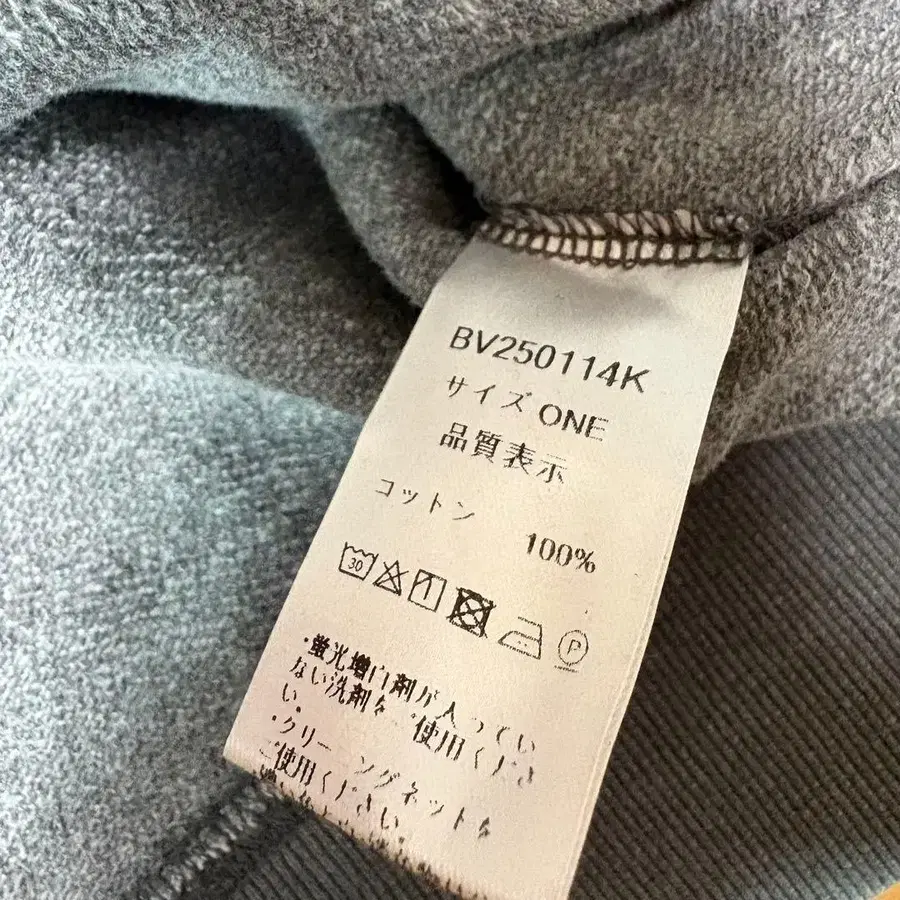 BV250114K
サイズ ONE
品質表示
コットン
100%
30
P
・蛍光増白剤が入ってい
ない洗剤をご使用くださ
い。
・クリーニングネットを
ご使用ください。